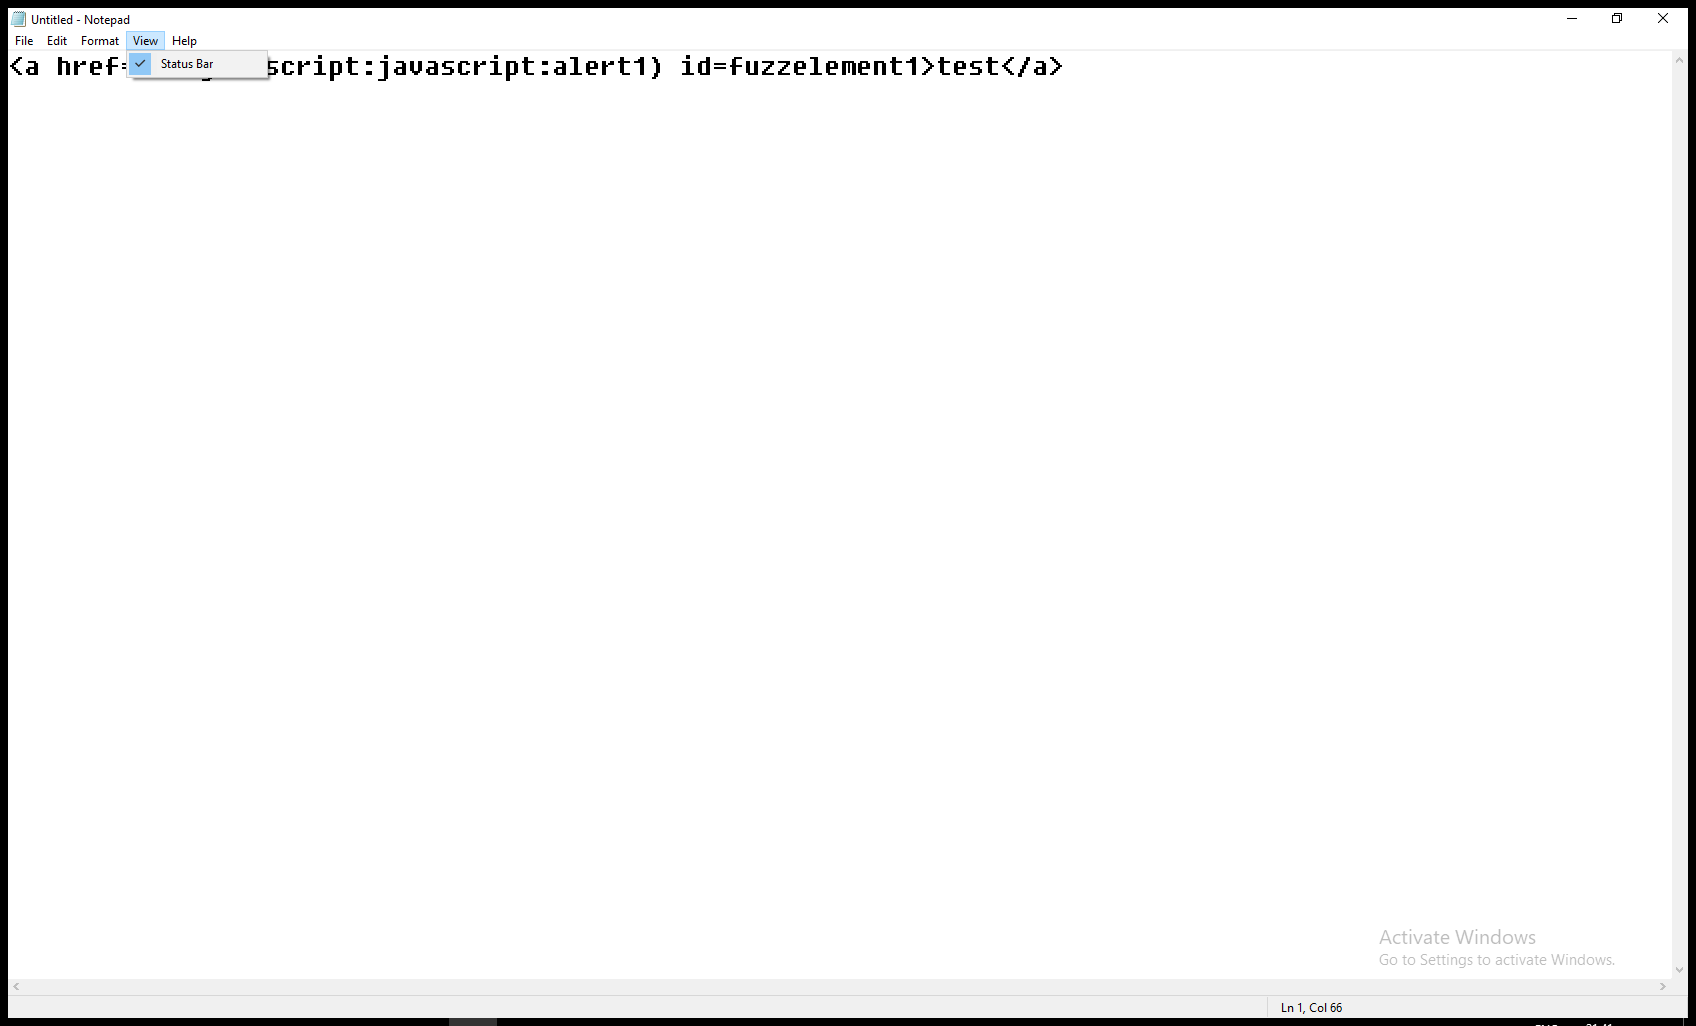 Untitled - Notepad
File Edit Format View Help
Status Bar
<a href= script:javascript:alert1) id=fuzzelement1>test</a>
Activate Windows
Go to Settings to activate Windows.
Ln 1, Col 66